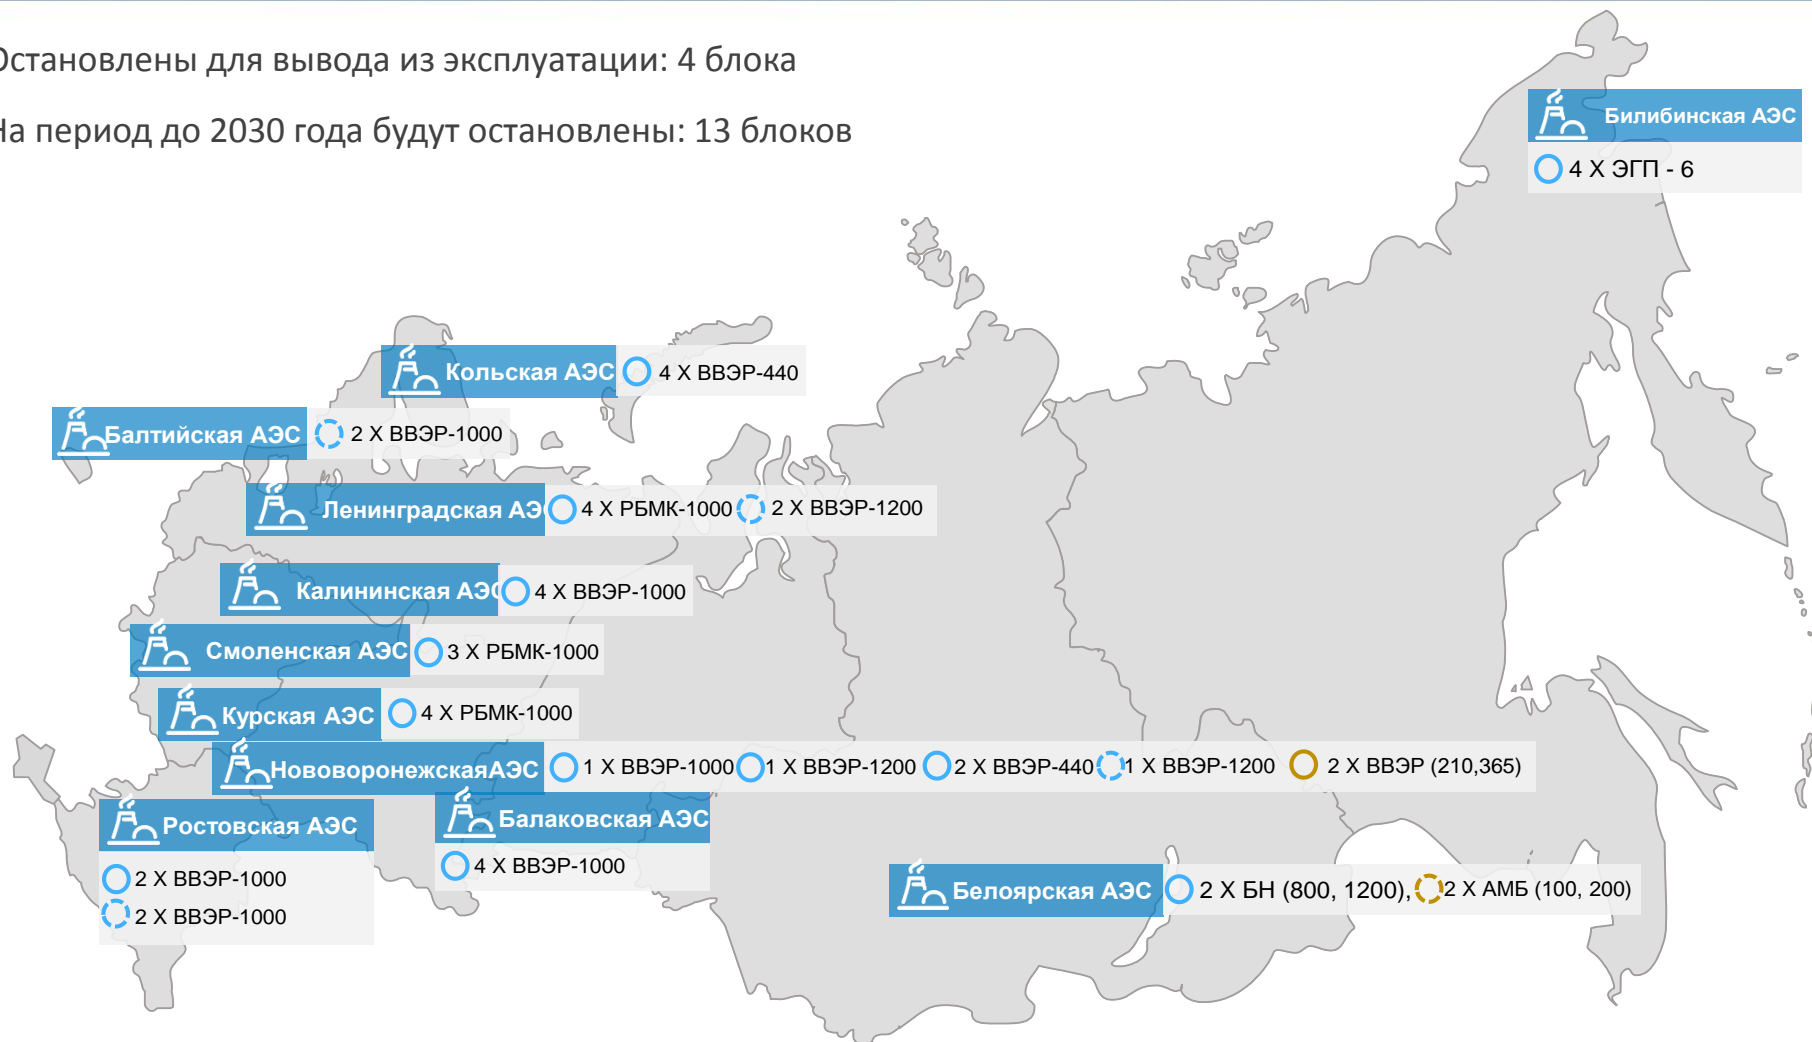 Остановлены для вывода из эксплуатации: 4 блока
На период до 2030 года будут остановлены: 13 блоков
Билибинская АЭС
4 X ЭГП - 6
Кольская АЭС
4 X ВВЭР-440
Балтийская АЭС
2 X ВВЭР-1000
Ленинградская АЭ
4 X РБМК-1000
2 X ВВЭР-1200
Калининская АЭС
4 X ВВЭР-1000
Смоленская АЭС
3 X РБМК-1000
Курская АЭС
4 X РБМК-1000
НововоронежскаяАЭС
1 X ВВЭР-1000
1 X ВВЭР-1200
2 X ВВЭР-440
1 X ВВЭР-1200
2 X ВВЭР (210,365)
Ростовская АЭС
2 X ВВЭР-1000
2 X ВВЭР-1000
Балаковская АЭС
4 X ВВЭР-1000
Белоярская АЭС
2 X БН (800, 1200),
2 X АМБ (100, 200)